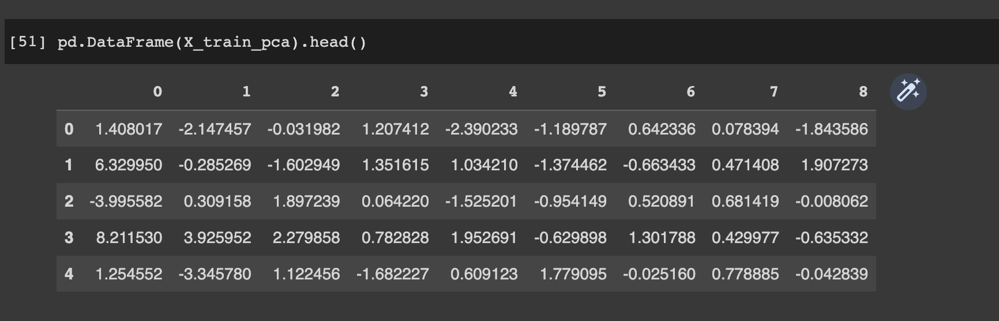 [51] pd.DataFrame(X_train_pca).head()
0 1 2 3 4 5 6 7 8
0 1.408017 -2.147457 -0.031982 1.207412 -2.390233 -1.189787 0.642336 0.078394 -1.843586
1 6.329950 -0.285269 -1.602949 1.351615 1.034210 -1.374462 -0.663433 0.471408 1.907273
2 -3.995582 0.309158 1.897239 0.064220 -1.525201 -0.954149 0.520891 0.681419 -0.008062
3 8.211530 3.925952 2.279858 0.782828 1.952691 -0.629898 1.301788 0.429977 -0.635332
4 1.254552 -3.345780 1.122456 -1.682227 0.609123 1.779095 -0.025160 0.778885 -0.042839